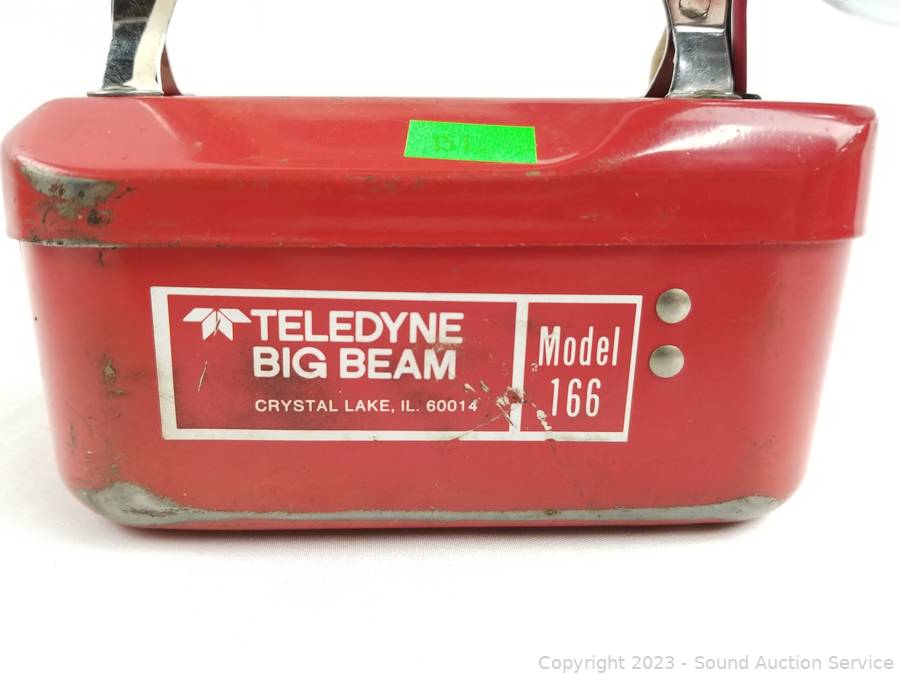 TELEDYNE
BIG BEAM
CRYSTAL LAKE, IL. 60014
Model
166
Copyright © 2023 - Sound Auction Service